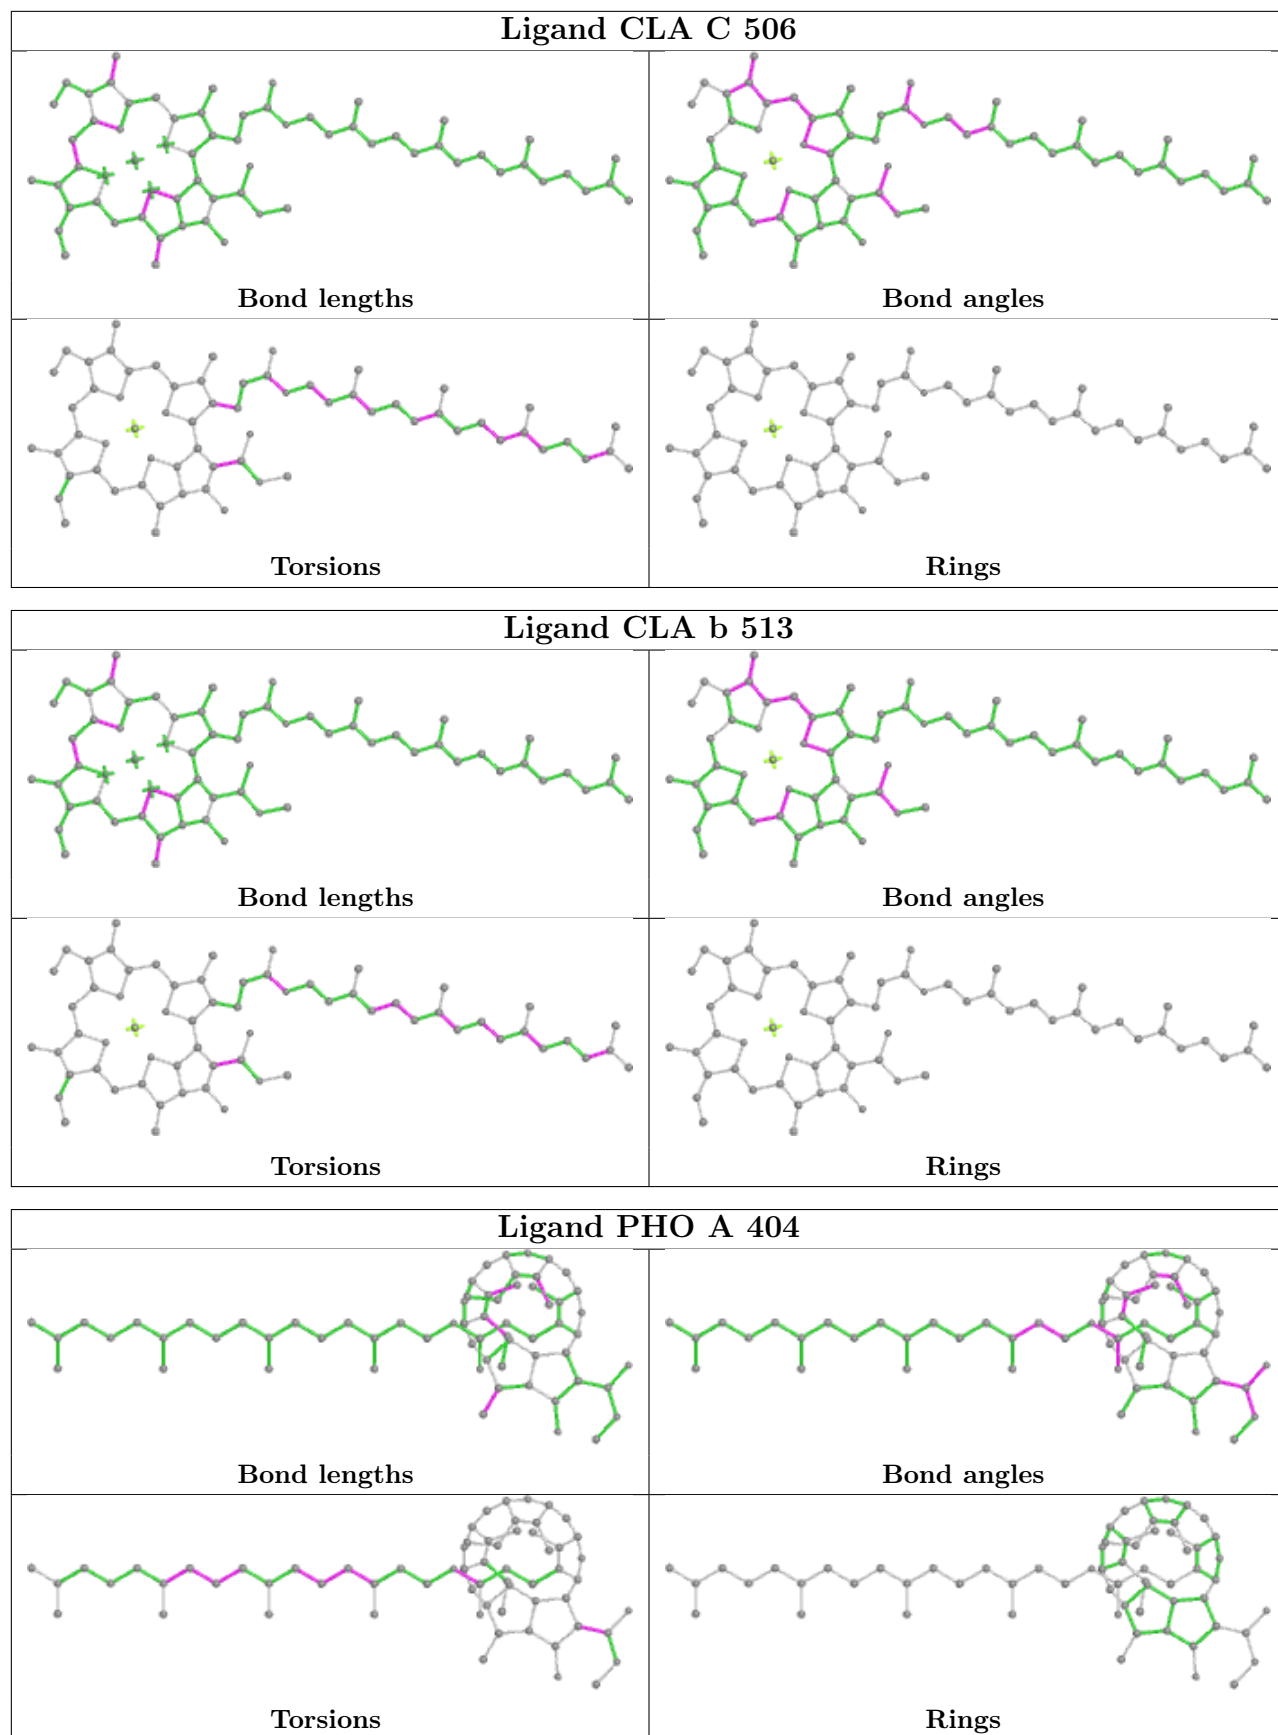 Ligand CLA C 506
Bond lengths
Bond angles
Torsions
Rings
Ligand CLA b 513
Bond lengths
Bond angles
Torsions
Rings
Ligand PHO A 404
Bond lengths
Bond angles
Torsions
Rings